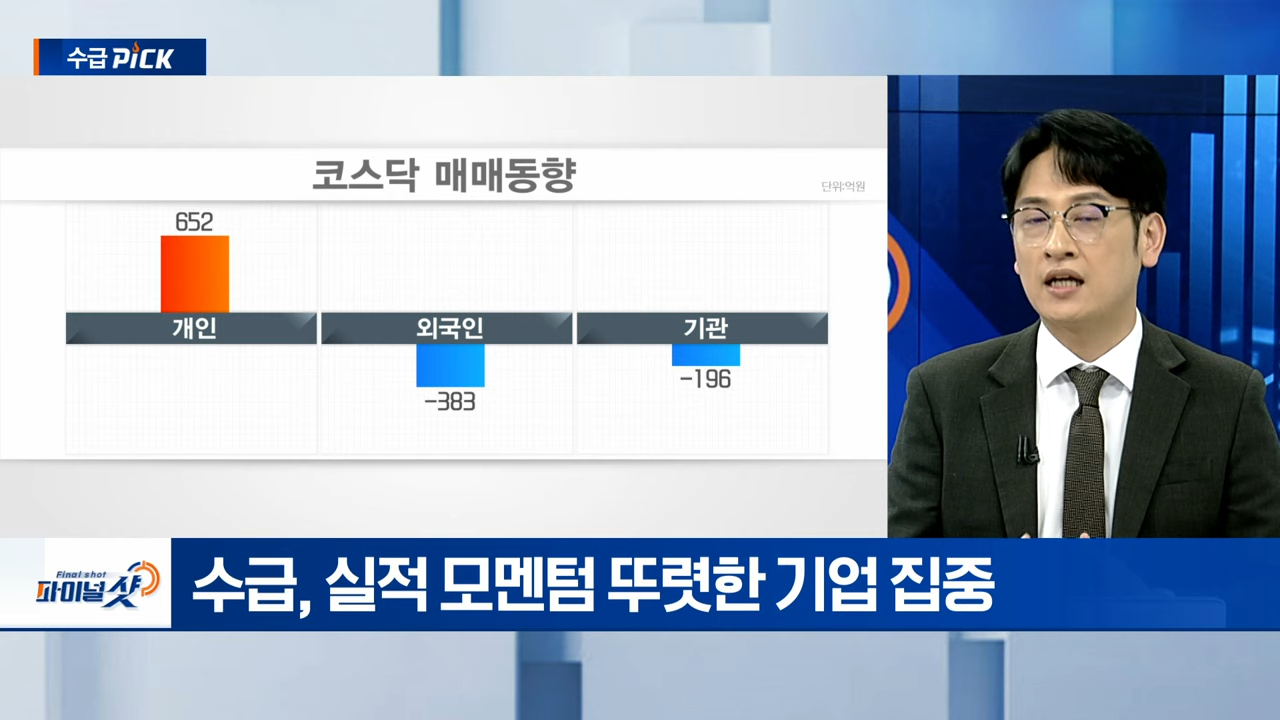 수급 PiCK
코스닥 매매동향
단위:억원
652
개인
외국인
기관
-383
-196
Final shot
파이널샷
수급, 실적 모멘텀 뚜렷한 기업 집중